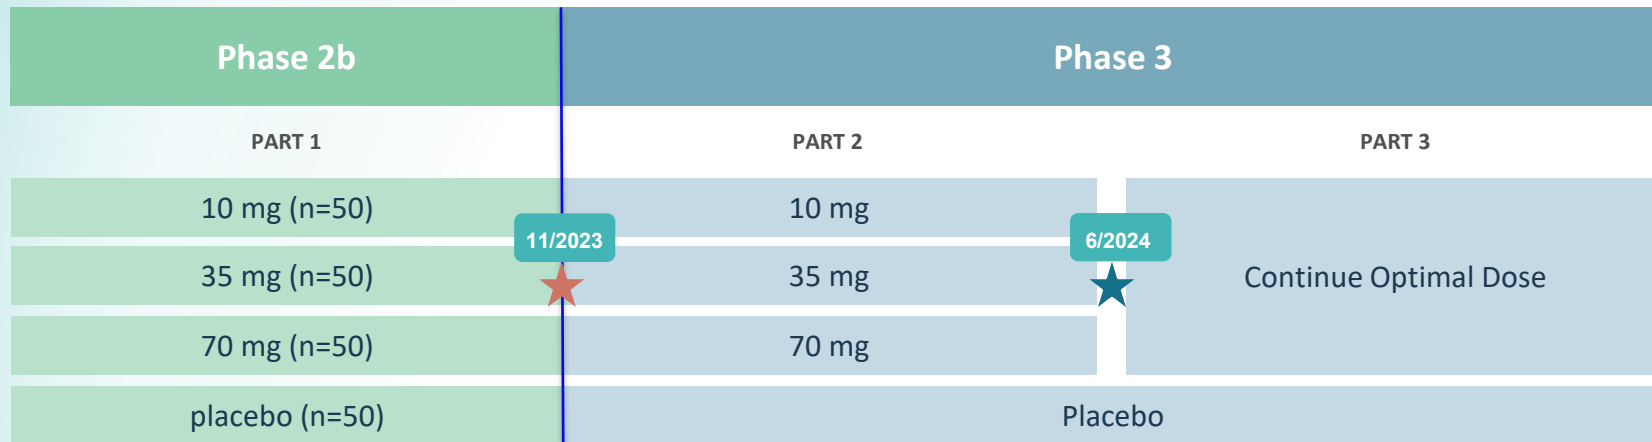 Phase 2b
Phase 3
PART 1
PART 2
PART 3
10 mg (n=50)
10 mg
11/2023
6/2024
35 mg (n=50)
35 mg
Continue Optimal Dose
70 mg (n=50)
70 mg
placebo (n=50)
Placebo